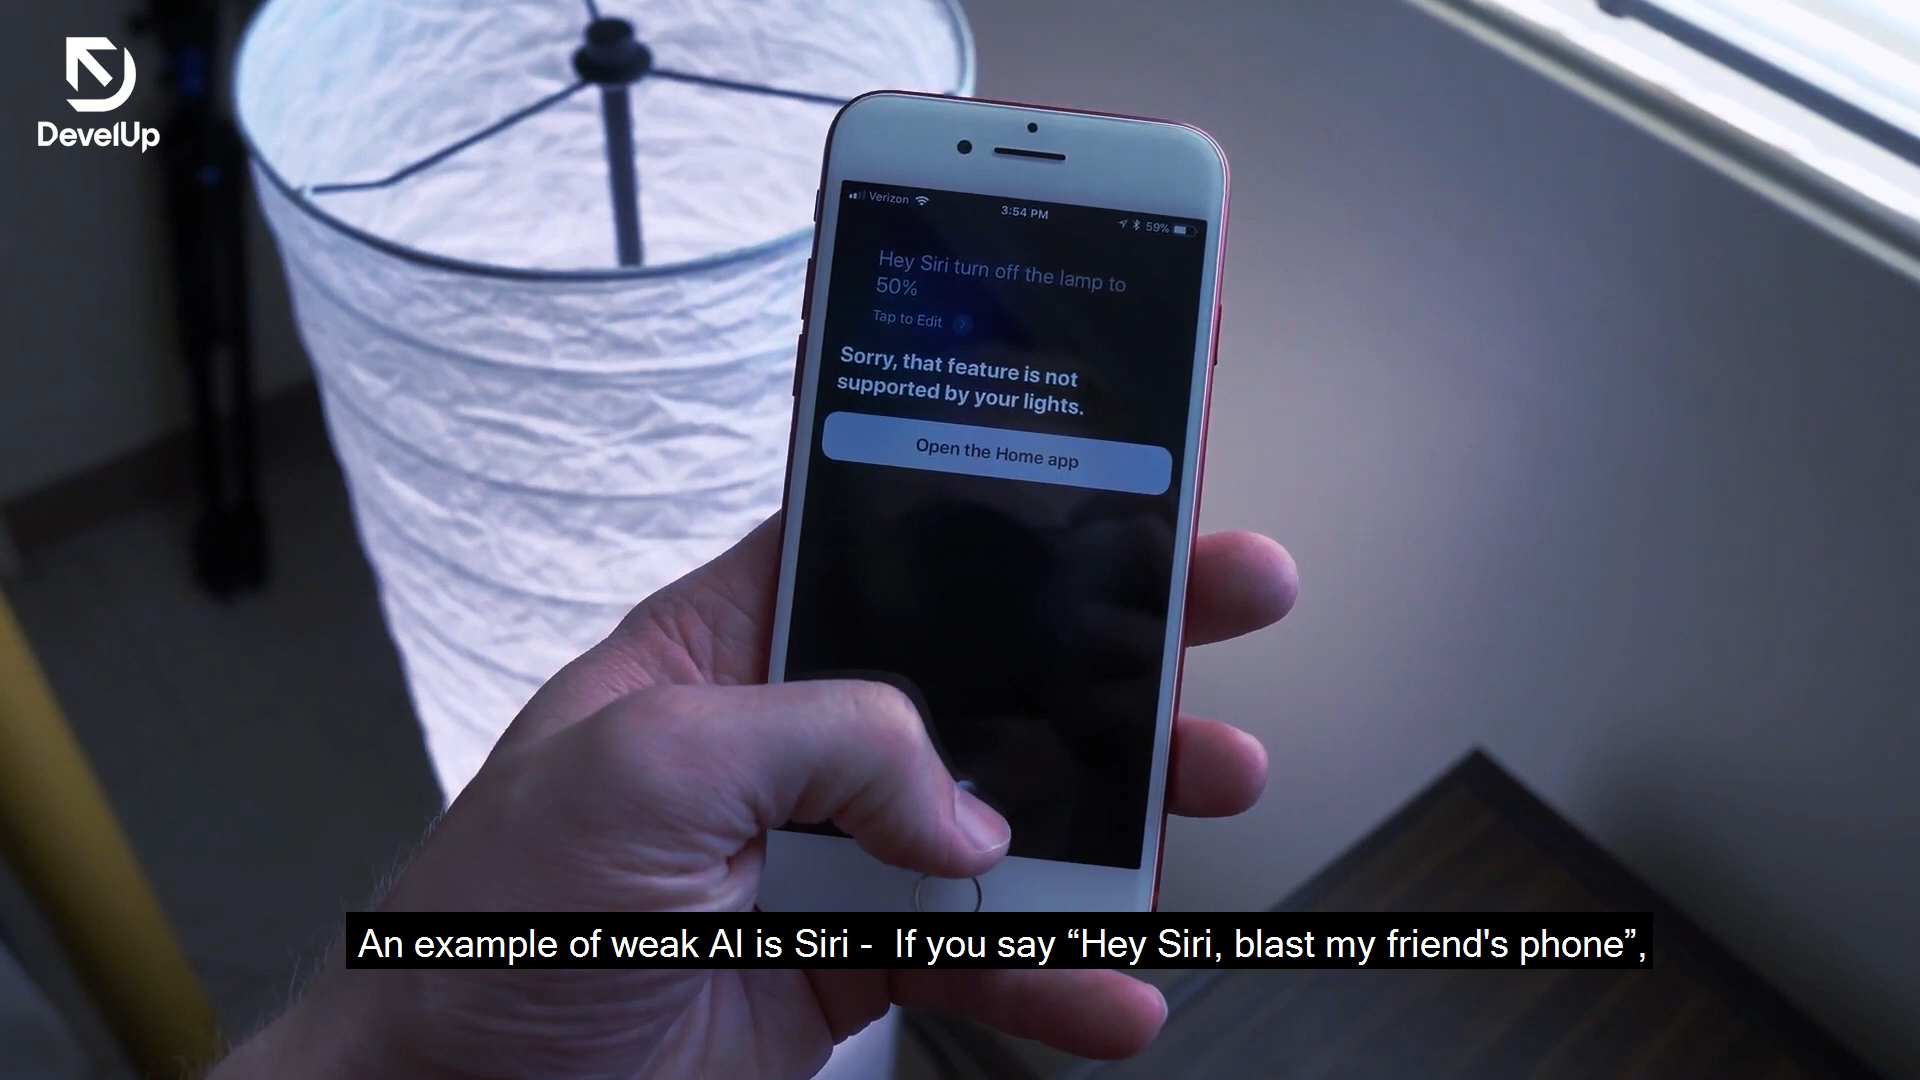 DevelUp
Verizon
3:54 PM
59%
Hey Siri turn off the lamp to
50%
Tap to Edit
Sorry, that feature is not
supported by your lights.
Open the Home app
An example of weak AI is Siri -  If you say “Hey Siri, blast my friend's phone”,